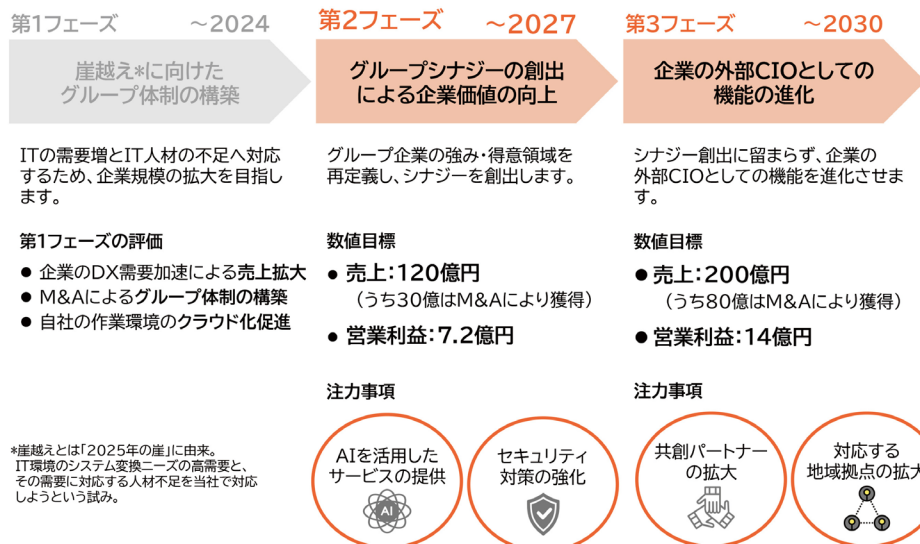 第1フェーズ ～2024
崖越え*に向けた
グループ体制の構築
ITの需要増とIT人材の不足へ対応
するため、企業規模の拡大を目指し
ます。
第1フェーズの評価
● 企業のDX需要加速による売上拡大
● M&Aによるグループ体制の構築
● 自社の作業環境のクラウド化促進
*崖越えとは「2025年の崖」に由来。
IT環境のシステム変換ニーズの高需要と、
その需要に対応する人材不足を当社で対応
しようという試み。
第2フェーズ ～2027
グループシナジーの創出
による企業価値の向上
グループ企業の強み・得意領域を
再定義し、シナジーを創出します。
数値目標
● 売上：120億円
（うち30億はM&Aにより獲得）
● 営業利益：7.2億円
注力事項
AIを活用した
サービスの提供
AI
セキュリティ
対策の強化
第3フェーズ ～2030
企業の外部CIOとしての
機能の進化
シナジー創出に留まらず、企業の
外部CIOとしての機能を進化させま
す。
数値目標
● 売上：200億円
（うち80億はM&Aにより獲得）
● 営業利益：14億円
注力事項
共創パートナー
の拡大
対応する
地域拠点の拡大